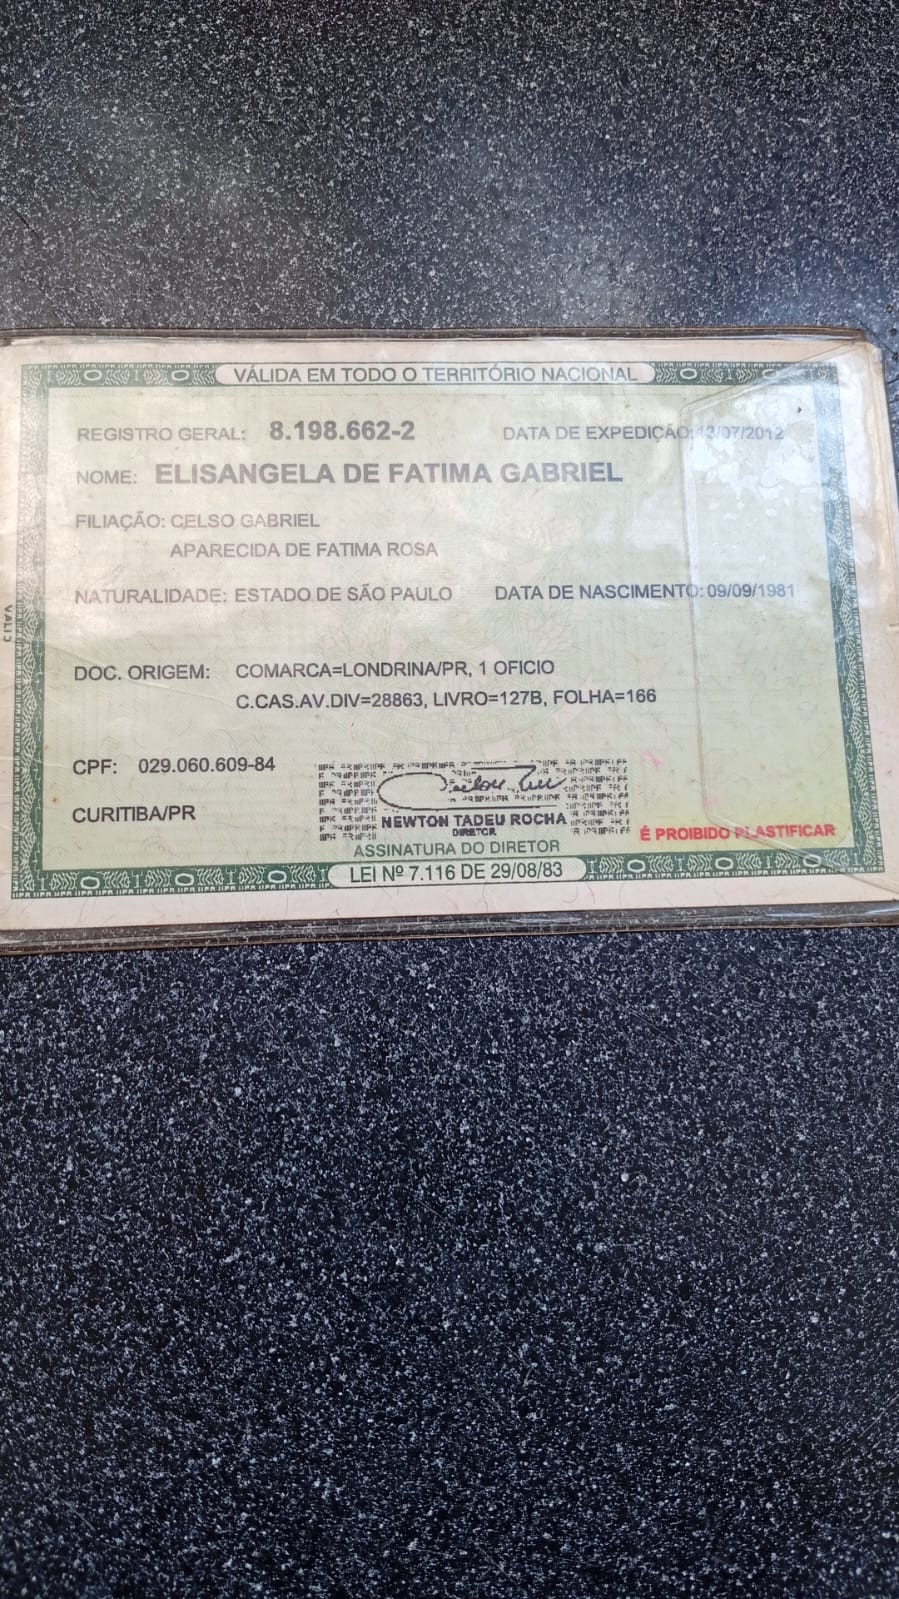 VÁLIDA EM TODO O TERRITÓRIO NACIONAL
REGISTRO GERAL: 8.198.662-2 DATA DE EXPEDIÇÃO: 13/07/2012
NOME: ELISANGELA DE FATIMA GABRIEL
FILIAÇÃO: CELSO GABRIEL
APARECIDA DE FATIMA ROSA
NATURALIDADE: ESTADO DE SÃO PAULO DATA DE NASCIMENTO: 09/09/1981
DOC. ORIGEM: COMARCA=LONDRINA/PR, 1 OFICIO
C.CAS.AV.DIV=28863, LIVRO=127B, FOLHA=166
CPF: 029.060.609-84
CURITIBA/PR
NEWTON TADEU ROCHA
DIRETOR
ASSINATURA DO DIRETOR
É PROIBIDO PLASTIFICAR
LEI Nº 7.116 DE 29/08/83